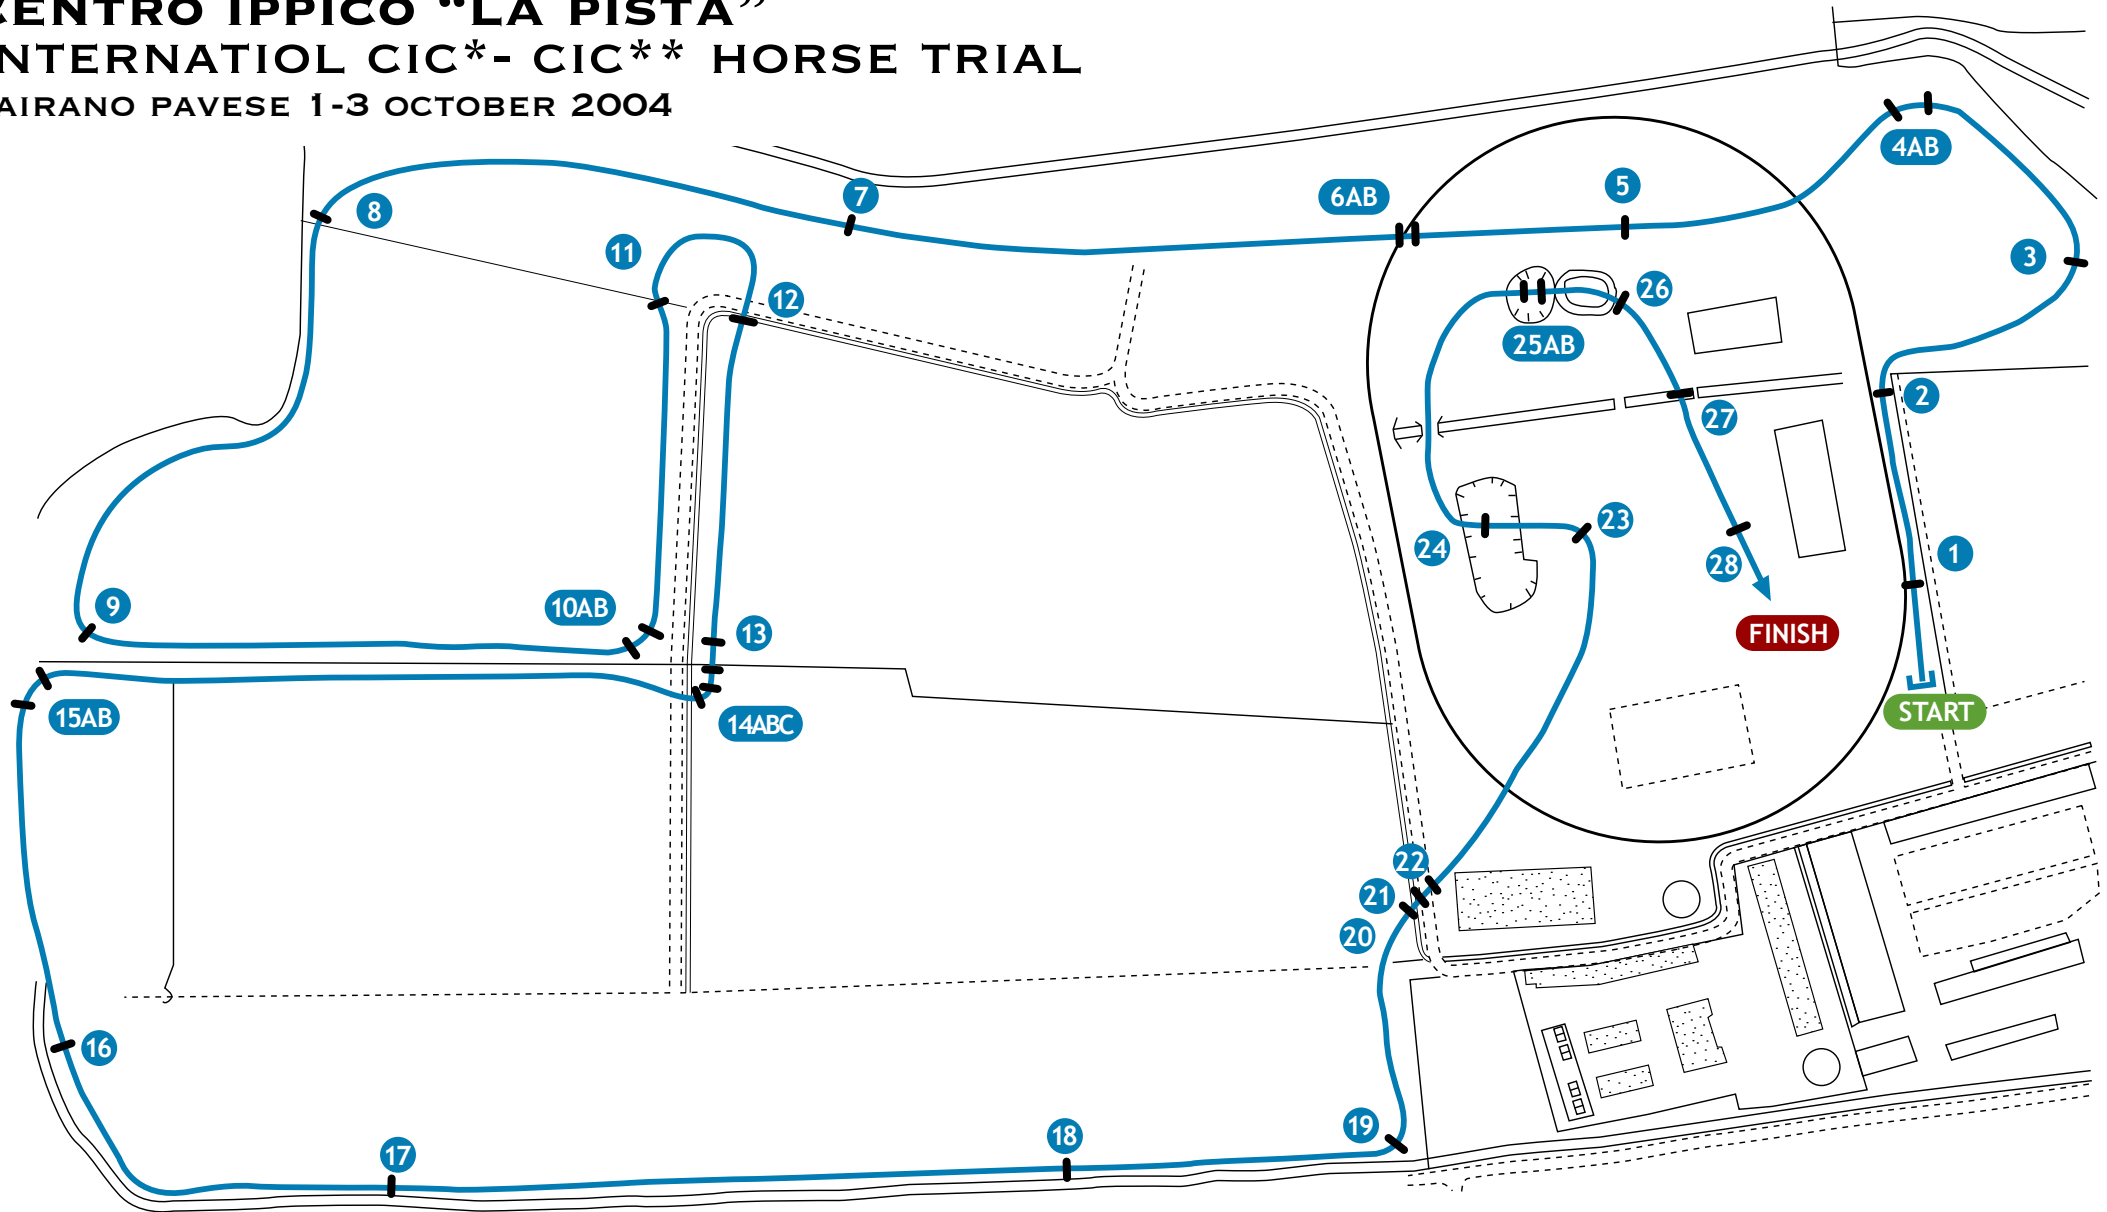 CENTRO IPPICO "LA PISTA"
INTERNATIOL CIC*- CIC** HORSE TRIAL
AIRANO PAVESE 1-3 OCTOBER 2004
4AB
5
6AB
7
8
11
3
26
12
25AB
2
27
23
24
1
28
9
10AB
13
FINISH
START
15AB
14ABC
22
21
20
16
19
18
17